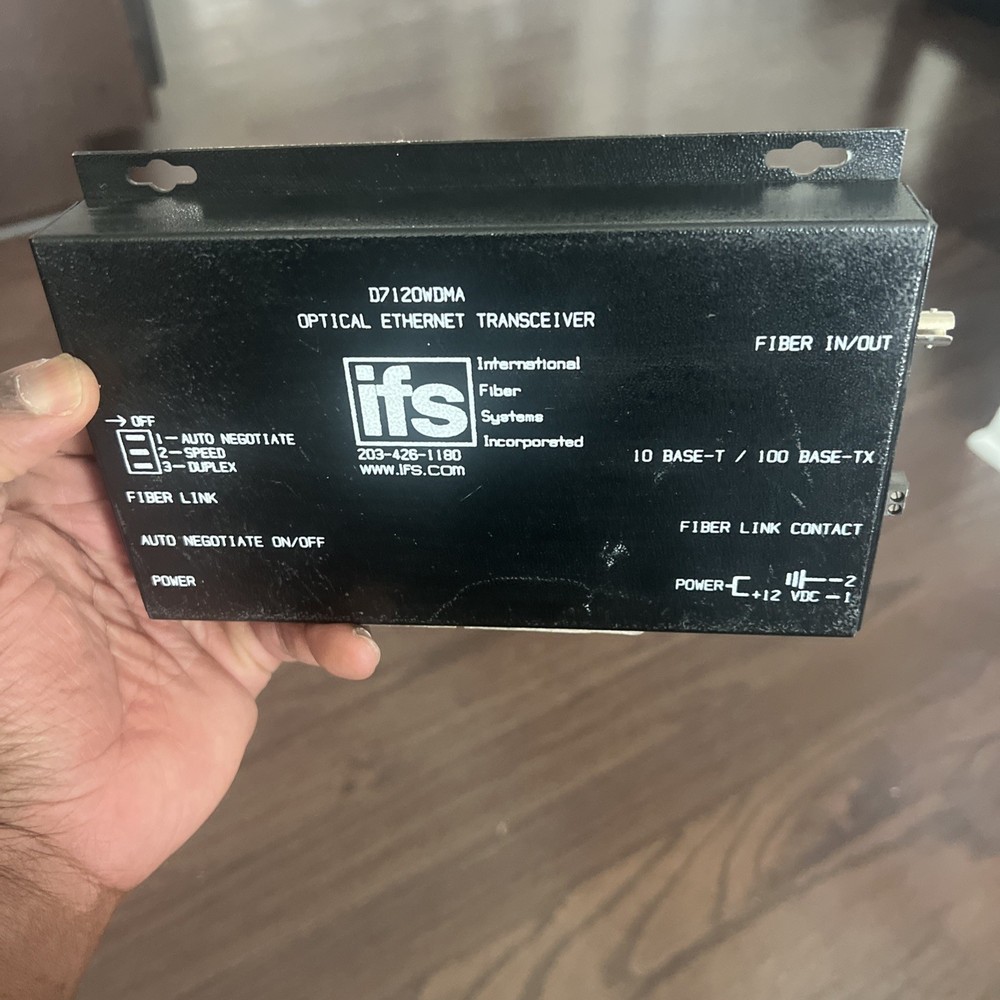 D7120WDMA
OPTICAL ETHERNET TRANSCEIVER
FIBER IN/OUT
ifs
International
Fiber
Systems
Incorporated
203-426-1180
www.ifs.com
→ OFF
1 — AUTO NEGOTIATE
2 — SPEED
3 — DUPLEX
10 BASE-T / 100 BASE-TX
FIBER LINK
FIBER LINK CONTACT
AUTO NEGOTIATE ON/OFF
POWER
POWER
— 2
+12 VDC — 1